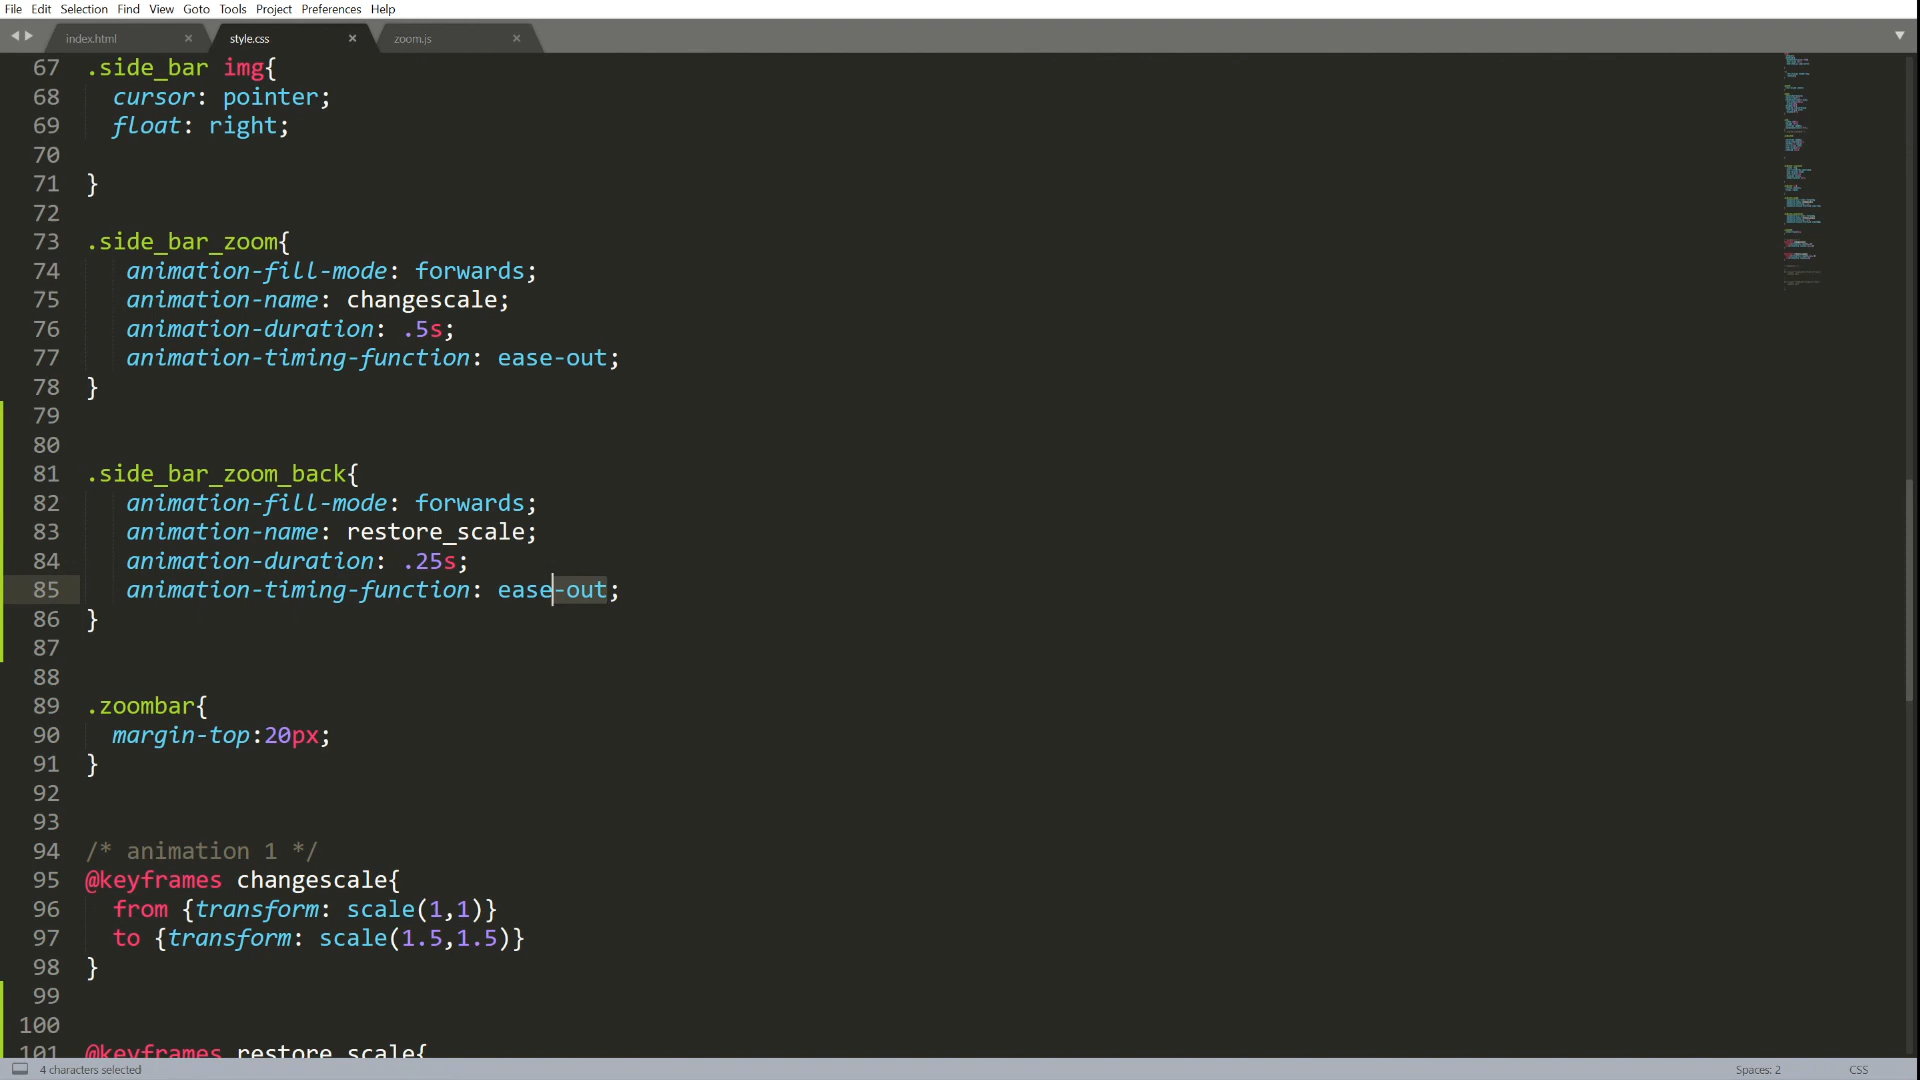 File Edit Selection Find View Goto Tools Project Preferences Help
index.html × style.css × zoom.js ×
67 .side_bar img{
68 cursor: pointer;
69 float: right;
70
71 }
72
73 .side_bar_zoom{
74 animation-fill-mode: forwards;
75 animation-name: changescale;
76 animation-duration: .5s;
77 animation-timing-function: ease-out;
78 }
79
80
81 .side_bar_zoom_back{
82 animation-fill-mode: forwards;
83 animation-name: restore_scale;
84 animation-duration: .25s;
85 animation-timing-function: ease-out;
86 }
87
88
89 .zoombar{
90 margin-top:20px;
91 }
92
93
94 /* animation 1 */
95 @keyframes changescale{
96 from {transform: scale(1,1)}
97 to {transform: scale(1.5,1.5)}
98 }
99
100
101 @keyframes restore_scale{
4 characters selected Spaces: 2 CSS